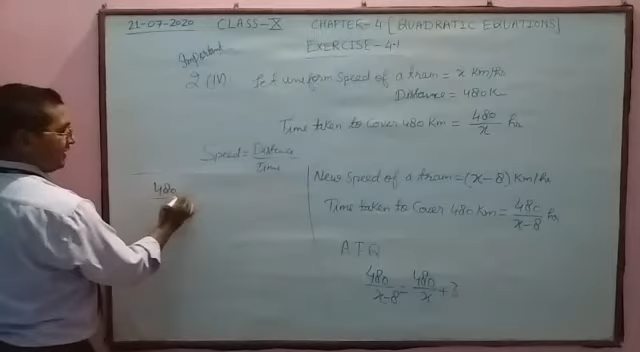 21-07-2020 CLASS-X CHAPTER-4 [QUADRATIC EQUATIONS]
EXERCISE-4.1
Important
2 (iv) Let uniform speed of a train = x Km/hr
Distance = 480 K
Time taken to Cover 480 Km = 480/x hr
Speed = Distance/Time
New speed of a train = (x-8) Km/hr
480
Time taken to Cover 480 Km = 480/x-8 hr
ATQ
480/x-8 = 480/x + 3